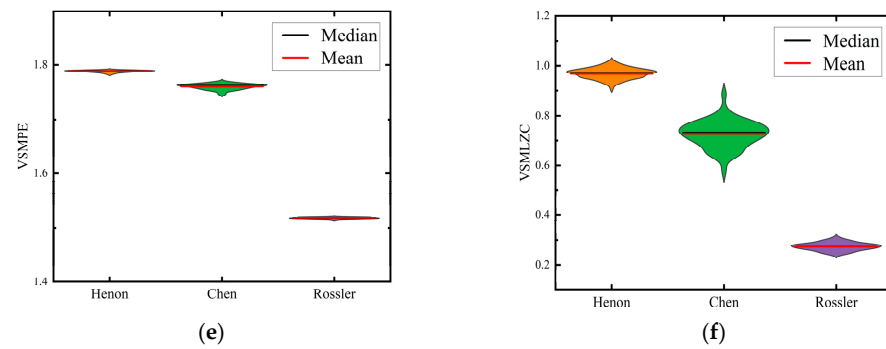 Median
Mean
1.8
1.6
1.4
VSMPE
Henon
Chen
Rossler
(e)
Median
Mean
1.2
1.0
0.8
0.6
0.4
0.2
VSMLZC
Henon
Chen
Rossler
(f)